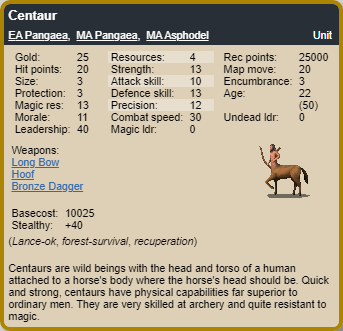 Centaur
EA Pangaea, MA Pangaea, MA Asphodel Unit
Gold: 25 Resources: 4 Rec points: 25000
Hit points: 20 Strength: 13 Map move: 20
Size: 3 Attack skill: 10 Encumbrance: 3
Protection: 3 Defence skill: 13 Age: 22
Magic res: 13 Precision: 12 (50)
Morale: 11 Combat speed: 30 Undead ldr: 0
Leadership: 40 Magic ldr: 0
Weapons:
Long Bow
Hoof
Bronze Dagger
Basecost: 10025
Stealthy: +40
(Lance-ok, forest-survival, recuperation)
Centaurs are wild beings with the head and torso of a human
attached to a horse's body where the horse's head should be. Quick
and strong, centaurs have physical capabilities far superior to
ordinary men. They are very skilled at archery and quite resistant to
magic.